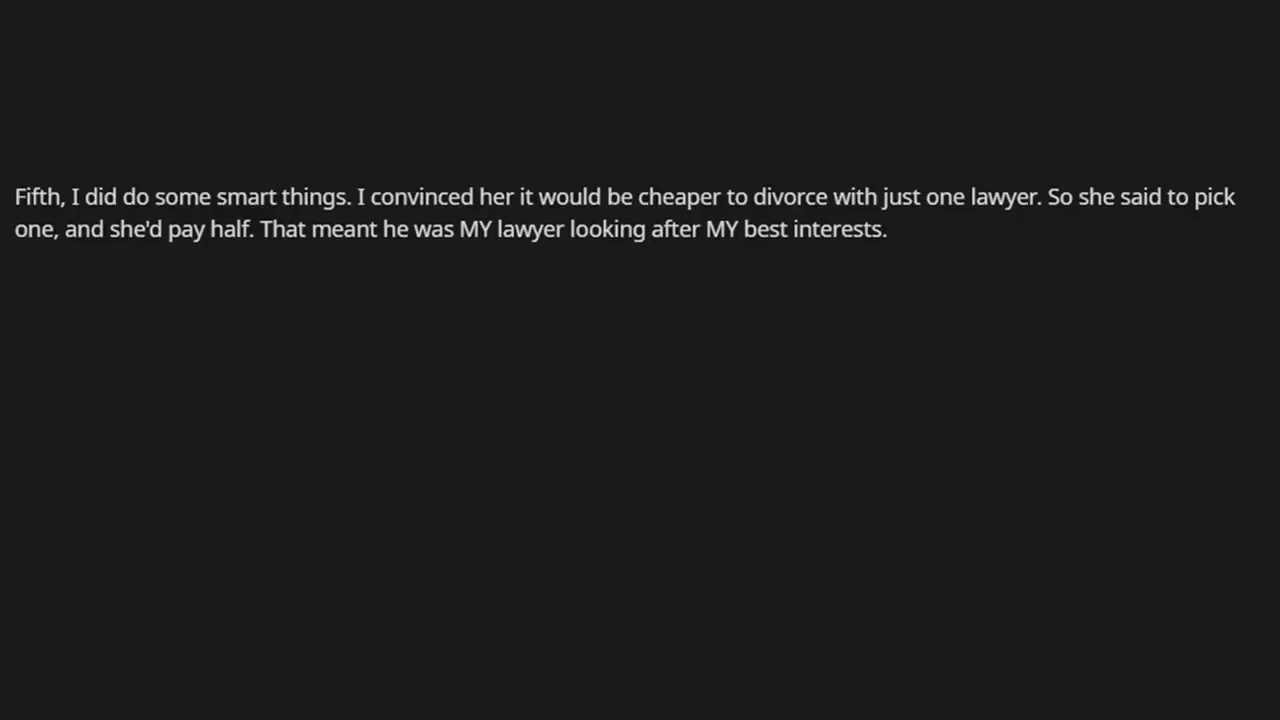 Fifth, I did do some smart things. I convinced her it would be cheaper to divorce with just one lawyer. So she said to pick
one, and she'd pay half. That meant he was MY lawyer looking after MY best interests.